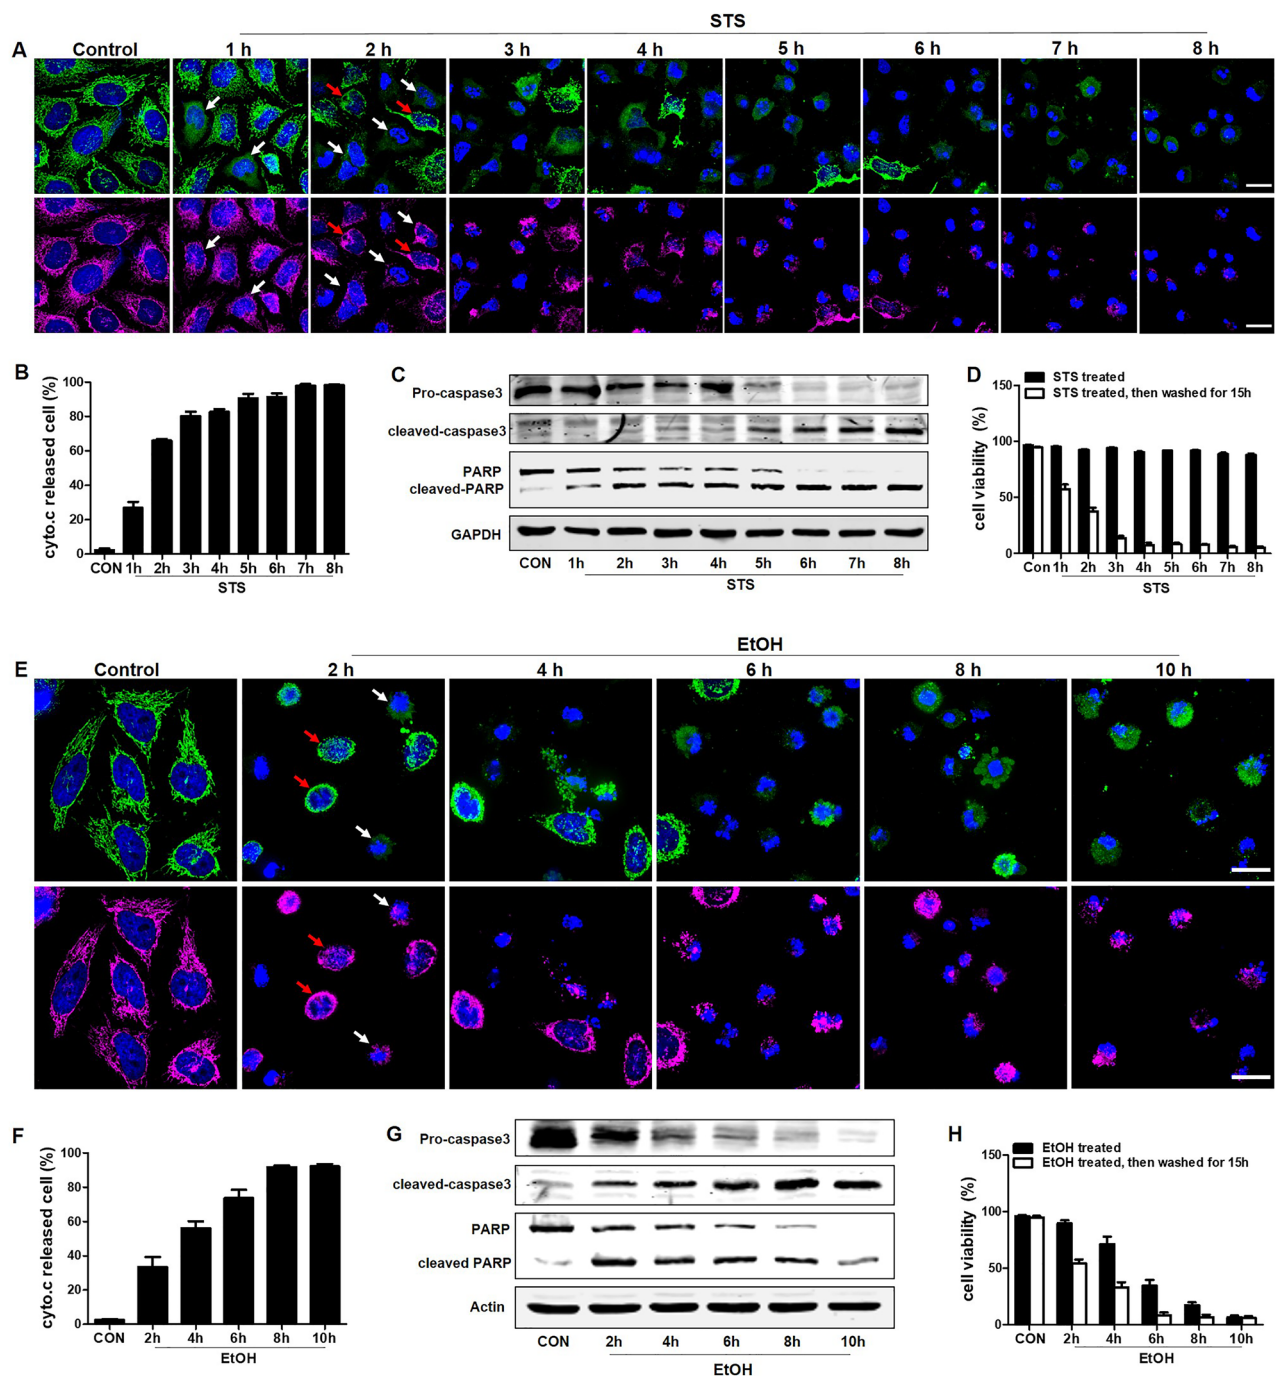 STS
A
Control
1 h
2 h
3 h
4 h
5 h
6 h
7 h
8 h
B
cyto.c released cell (%)
100
80
60
40
20
0
CON
1h
2h
3h
4h
5h
6h
7h
8h
STS
C
Pro-caspase3
cleaved-caspase3
PARP
cleaved-PARP
GAPDH
CON
1h
2h
3h
4h
5h
6h
7h
8h
STS
D
STS treated
STS treated, then washed for 15h
cell viability (%)
150
100
50
0
Con
1h
2h
3h
4h
5h
6h
7h
8h
STS
EtOH
E
Control
2 h
4 h
6 h
8 h
10 h
F
cyto.c released cell (%)
100
80
60
40
20
0
CON
2h
4h
6h
8h
10h
EtOH
G
Pro-caspase3
cleaved-caspase3
PARP
cleaved PARP
Actin
CON
2h
4h
6h
8h
10h
EtOH
H
EtOH treated
EtOH treated, then washed for 15h
cell viability (%)
150
100
50
0
CON
2h
4h
6h
8h
10h
EtOH